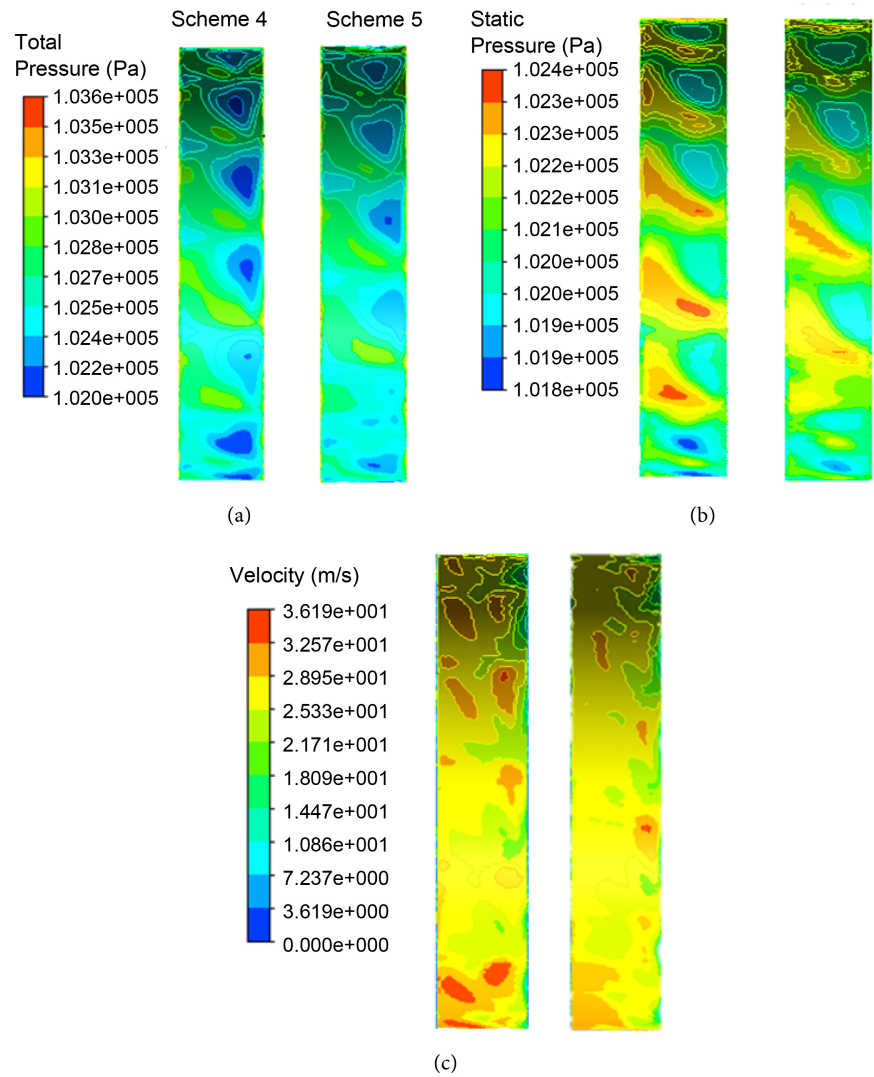 Scheme 4
Scheme 5
Total
Pressure (Pa)
1.036e+005
1.035e+005
1.033e+005
1.031e+005
1.030e+005
1.028e+005
1.027e+005
1.025e+005
1.024e+005
1.022e+005
1.020e+005
(a)
Static
Pressure (Pa)
1.024e+005
1.023e+005
1.023e+005
1.022e+005
1.022e+005
1.021e+005
1.020e+005
1.020e+005
1.019e+005
1.019e+005
1.018e+005
(b)
Velocity (m/s)
3.619e+001
3.257e+001
2.895e+001
2.533e+001
2.171e+001
1.809e+001
1.447e+001
1.086e+001
7.237e+000
3.619e+000
0.000e+000
(c)